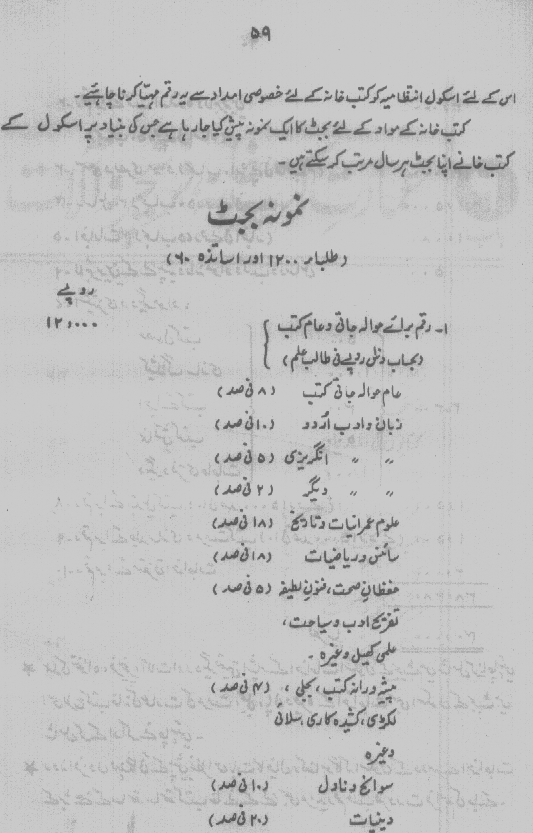 ۵۹
اس کے لئے اسکول انتظامیہ کو کتب خانہ کے لئے خصوصی امداد سے یہ رقم مہیا کرنا چاہئیے۔
کتب خانہ کے مواد کے لئے بجٹ کا ایک نمونہ پیش کیا جا رہا ہے جس کی بنیاد پر اسکول کے
کتب خانے اپنا بجٹ ہر سال مرتب کر سکتے ہیں۔
نمونہ بجٹ
(طلباء ۱۲۰۰ اور اساتذہ ۶۰)
روپے
۱۔ رقم برائے حوالہ جاتی و عام کتب ۱۲،۰۰۰
(بحساب دس روپے فی طالب علم)
عام حوالہ جاتی کتب (۸ فی صد)
زبان و ادب اُردو (۱۰ فی صد)
〃 〃 انگریزی (۵ فی صد)
〃 〃 دیگر (۲ فی صد)
علوم عمرانیات و تاریخ (۱۸ فی صد)
سائنس و ریاضیات (۱۸ فی صد)
حفظانِ صحت، فنونِ لطیفہ (۵ فی صد)
تفریحی ادب و سیاحت،
علمی کھیل وغیرہ۔
پیشہ ورانہ کتب، بجلی، (۴ فی صد)
لکڑی، کشیدہ کاری، سلائی
وغیرہ
سوانح و ناول (۱۰ فی صد)
دینیات (۲۰ فی صد)